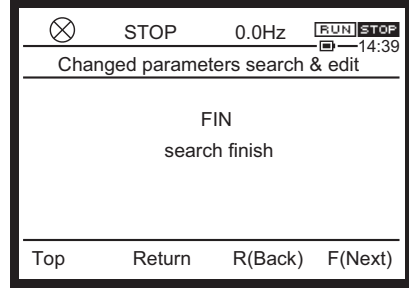 STOP 0.0Hz RUN STOP
14:39
Changed parameters search & edit
FIN
search finish
Top Return R(Back) F(Next)